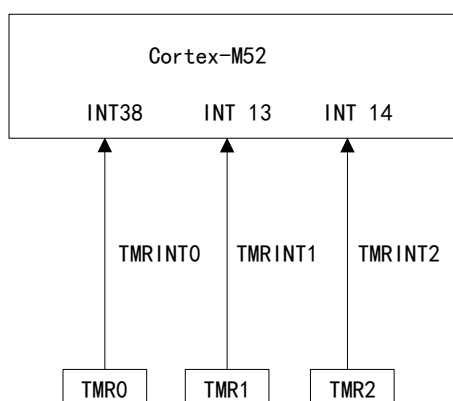 Cortex-M52
INT38 INT 13 INT 14
TMRINT0 TMRINT1 TMRINT2
TMR0 TMR1 TMR2